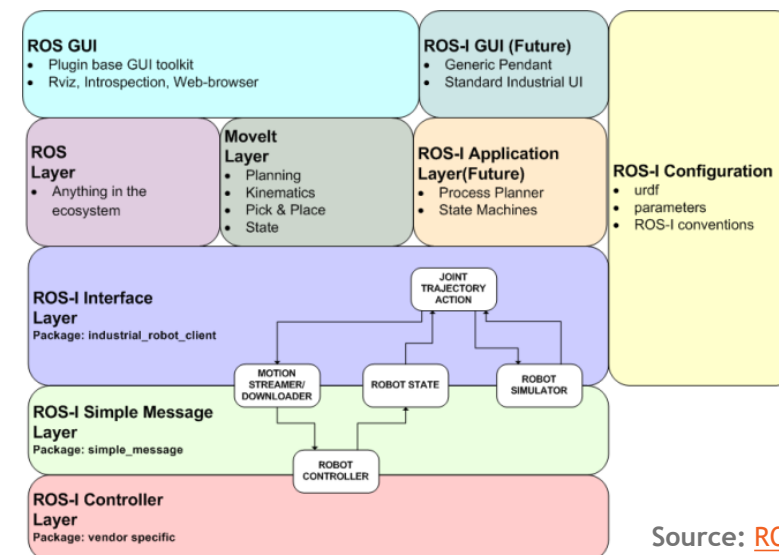 ROS GUI
• Plugin base GUI toolkit
• Rviz, Introspection, Web-browser
ROS-I GUI (Future)
• Generic Pendant
• Standard Industrial UI
ROS
Layer
• Anything in the
ecosystem
MoveIt
Layer
• Planning
• Kinematics
• Pick & Place
• State
ROS-I Application
Layer(Future)
• Process Planner
• State Machines
ROS-I Configuration
• urdf
• parameters
• ROS-I conventions
ROS-I Interface
Layer
Package: industrial_robot_client
JOINT
TRAJECTORY
ACTION
MOTION
STREAMER/
DOWNLOADER
ROBOT STATE
ROBOT
SIMULATOR
ROS-I Simple Message
Layer
Package: simple_message
ROBOT
CONTROLLER
ROS-I Controller
Layer
Package: vendor specific
Source: RO